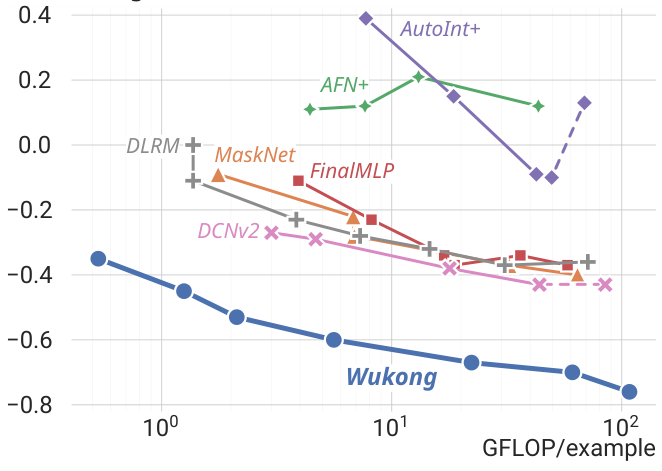 0.4
AutoInt+
0.2
AFN+
0.0
DLRM
MaskNet
FinalMLP
−0.2
DCNv2
−0.4
−0.6
Wukong
−0.8
10⁰ 10¹ 10²
GFLOP/example